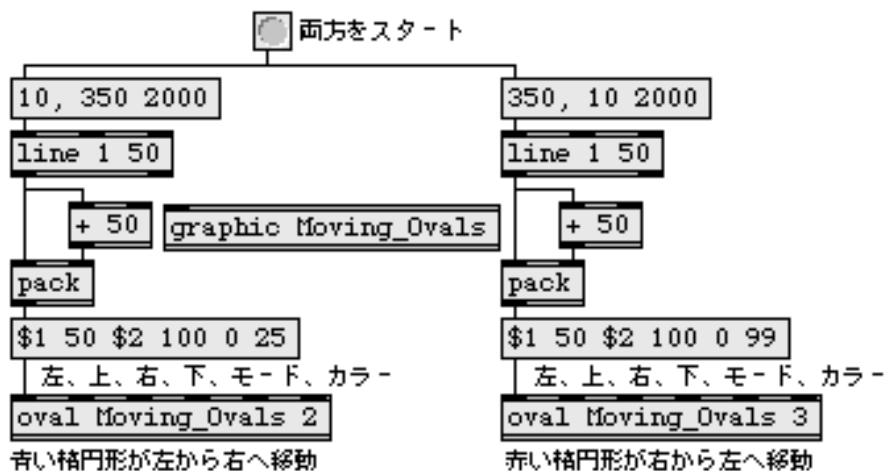 両方をスタート
10, 350 2000
350, 10 2000
line 1 50
line 1 50
+ 50
graphic Moving_Ovals
+ 50
pack
pack
$1 50 $2 100 0 25
$1 50 $2 100 0 99
左、上、右、下、モード、カラー
左、上、右、下、モード、カラー
oval Moving_Ovals 2
oval Moving_Ovals 3
青い楕円形が左から右へ移動
赤い楕円形が右から左へ移動